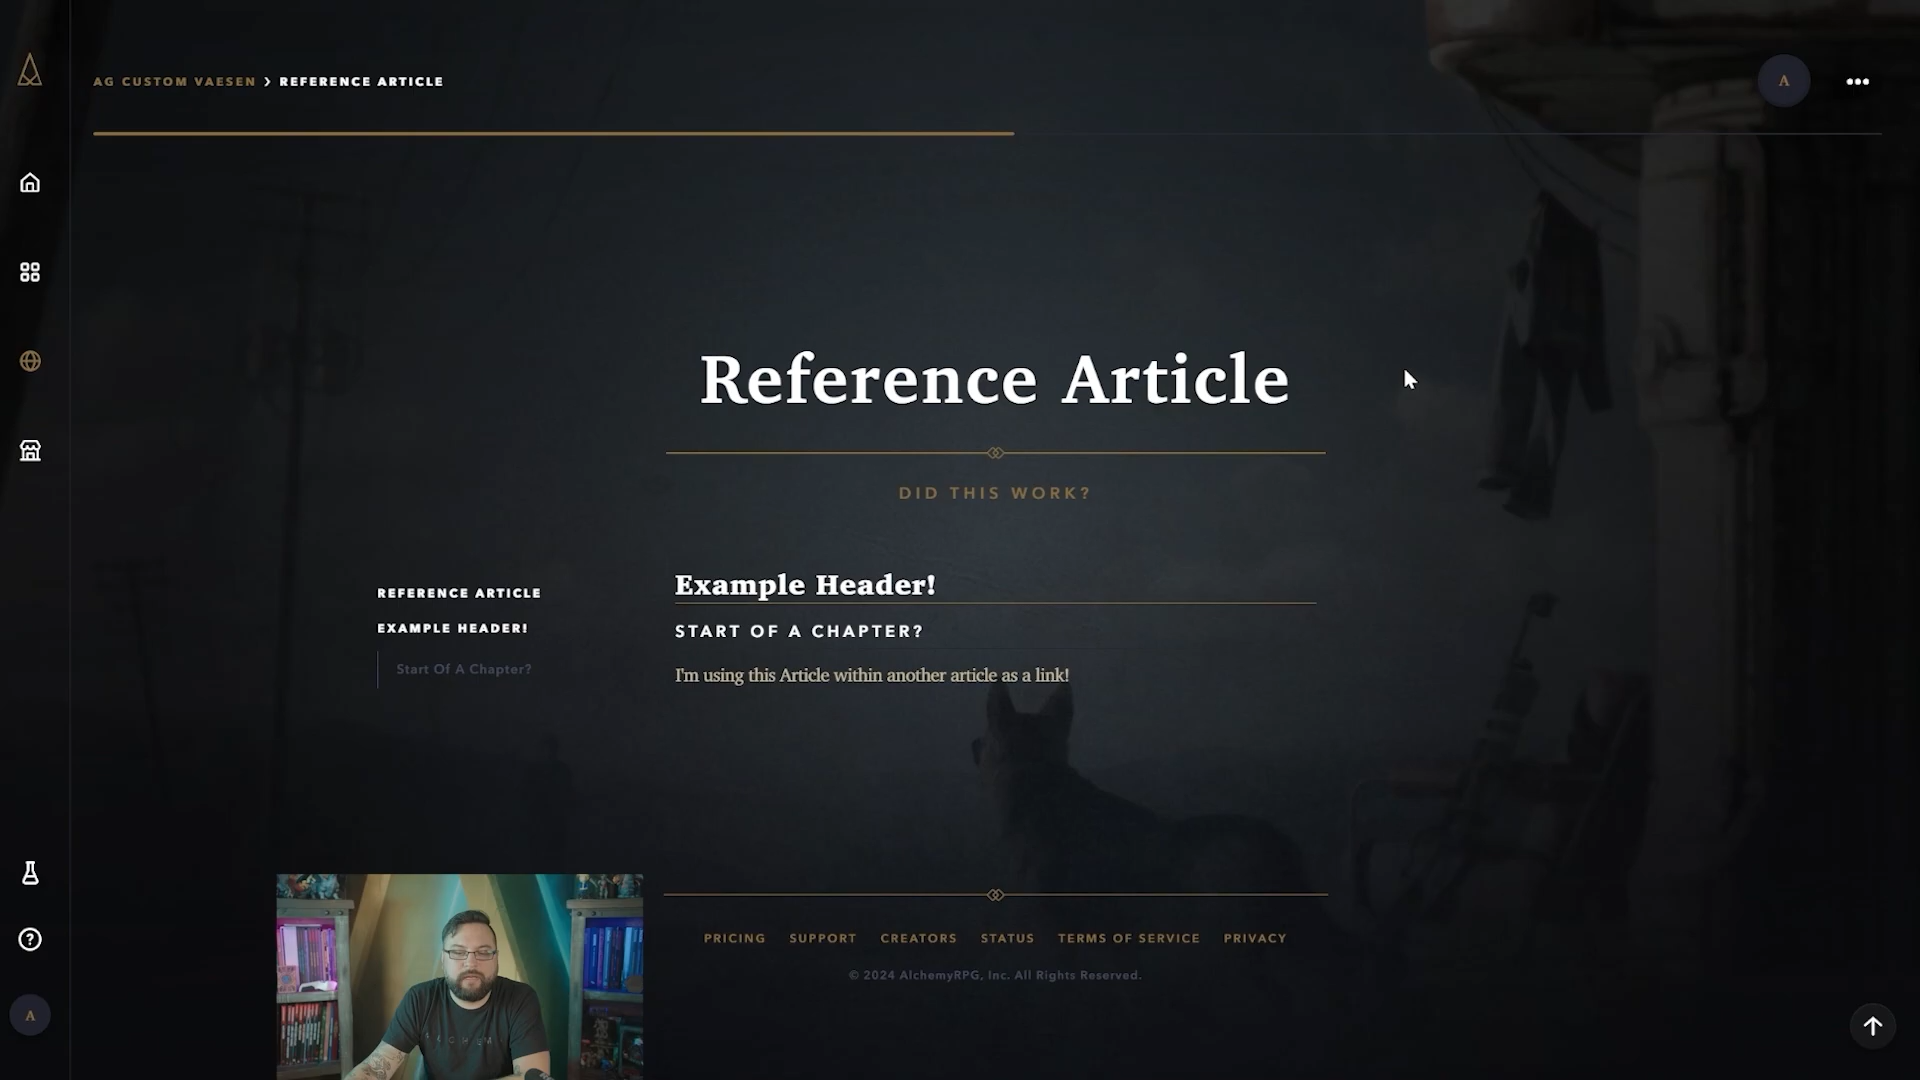 AG CUSTOM VAESEN > REFERENCE ARTICLE
A
Reference Article
DID THIS WORK?
REFERENCE ARTICLE
EXAMPLE HEADER!
Start Of A Chapter?
Example Header!
START OF A CHAPTER?
I'm using this Article within another article as a link!
PRICING SUPPORT CREATORS STATUS TERMS OF SERVICE PRIVACY
© 2024 AlchemyRPG, Inc. All Rights Reserved.
A